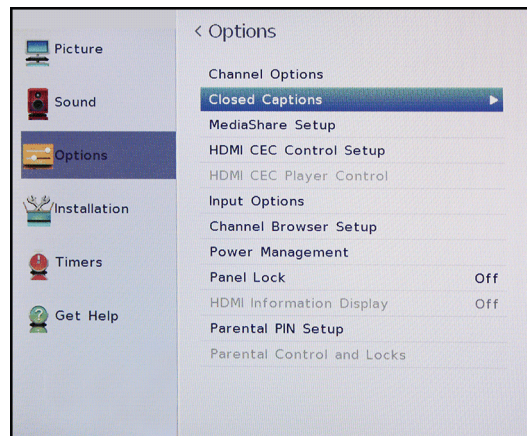 Picture
Sound
Options
Installation
Timers
Get Help
< Options
Channel Options
Closed Captions
MediaShare Setup
HDMI CEC Control Setup
HDMI CEC Player Control
Input Options
Channel Browser Setup
Power Management
Panel Lock Off
HDMI Information Display Off
Parental PIN Setup
Parental Control and Locks